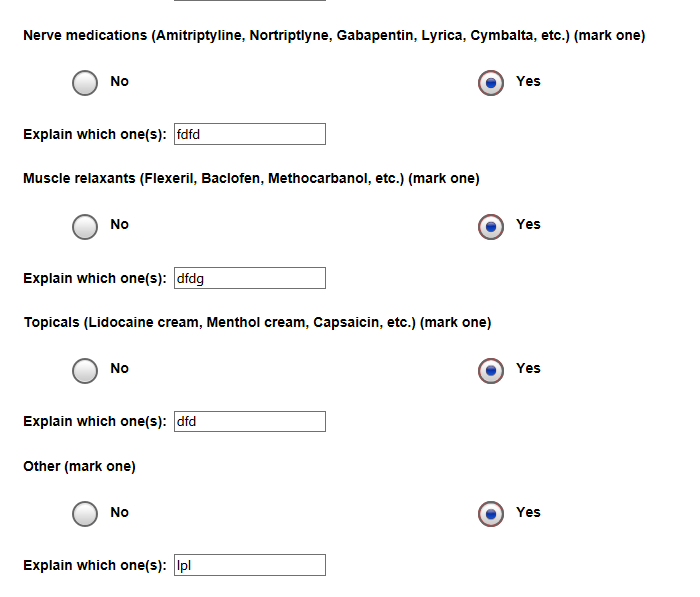 Nerve medications (Amitriptyline, Nortriptlyne, Gabapentin, Lyrica, Cymbalta, etc.) (mark one)
No Yes
Explain which one(s): fdfd
Muscle relaxants (Flexeril, Baclofen, Methocarbanol, etc.) (mark one)
No Yes
Explain which one(s): dfdg
Topicals (Lidocaine cream, Menthol cream, Capsaicin, etc.) (mark one)
No Yes
Explain which one(s): dfd
Other (mark one)
No Yes
Explain which one(s): lpl